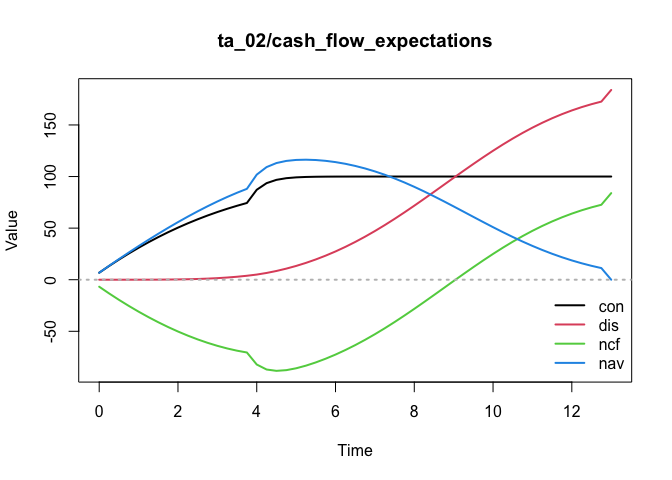 ta_02/cash_flow_expectations
Value
150
100
50
0
-50
con
dis
ncf
nav
0 2 4 6 8 10 12
Time